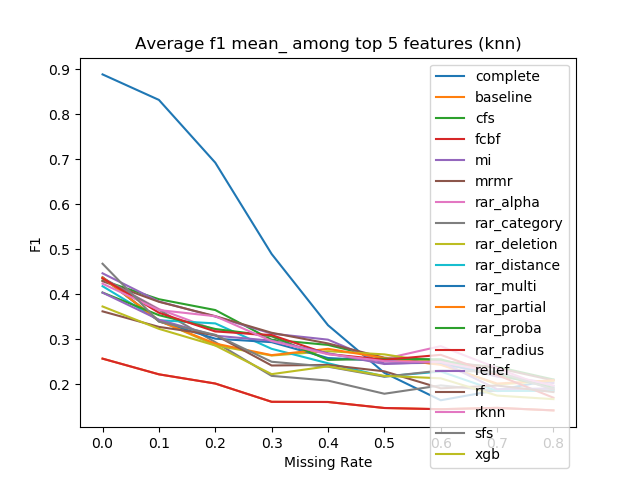 Average f1 mean_ among top 5 features (knn)
F1
0.9
0.8
0.7
0.6
0.5
0.4
0.3
0.2
0.0 0.1 0.2 0.3 0.4 0.5 0.6 0.7 0.8
Missing Rate
complete
baseline
cfs
fcbf
mi
mrmr
rar_alpha
rar_category
rar_deletion
rar_distance
rar_multi
rar_partial
rar_proba
rar_radius
relief
rf
rknn
sfs
xgb